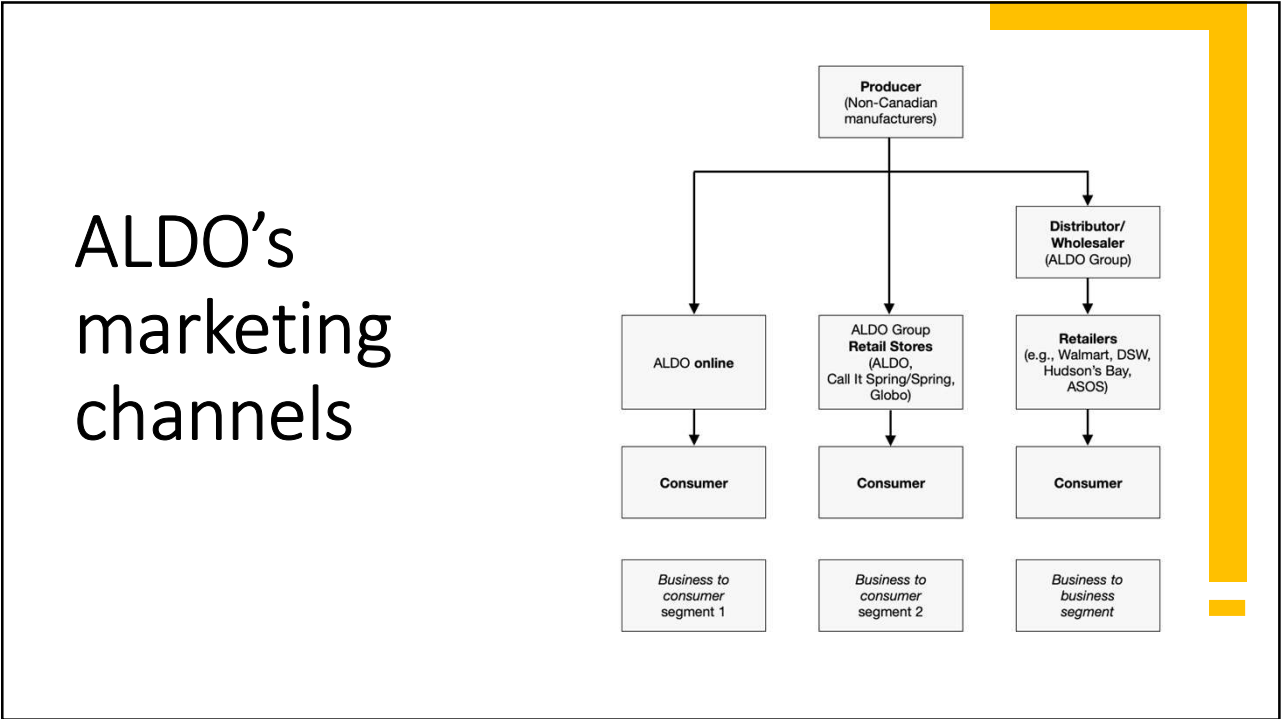 ALDO’s
marketing
channels
Producer
(Non-Canadian
manufacturers)
Distributor/
Wholesaler
(ALDO Group)
ALDO online
ALDO Group
Retail Stores
(ALDO,
Call It Spring/Spring,
Globo)
Retailers
(e.g., Walmart, DSW,
Hudson’s Bay,
ASOS)
Consumer
Consumer
Consumer
Business to
consumer
segment 1
Business to
consumer
segment 2
Business to
business
segment